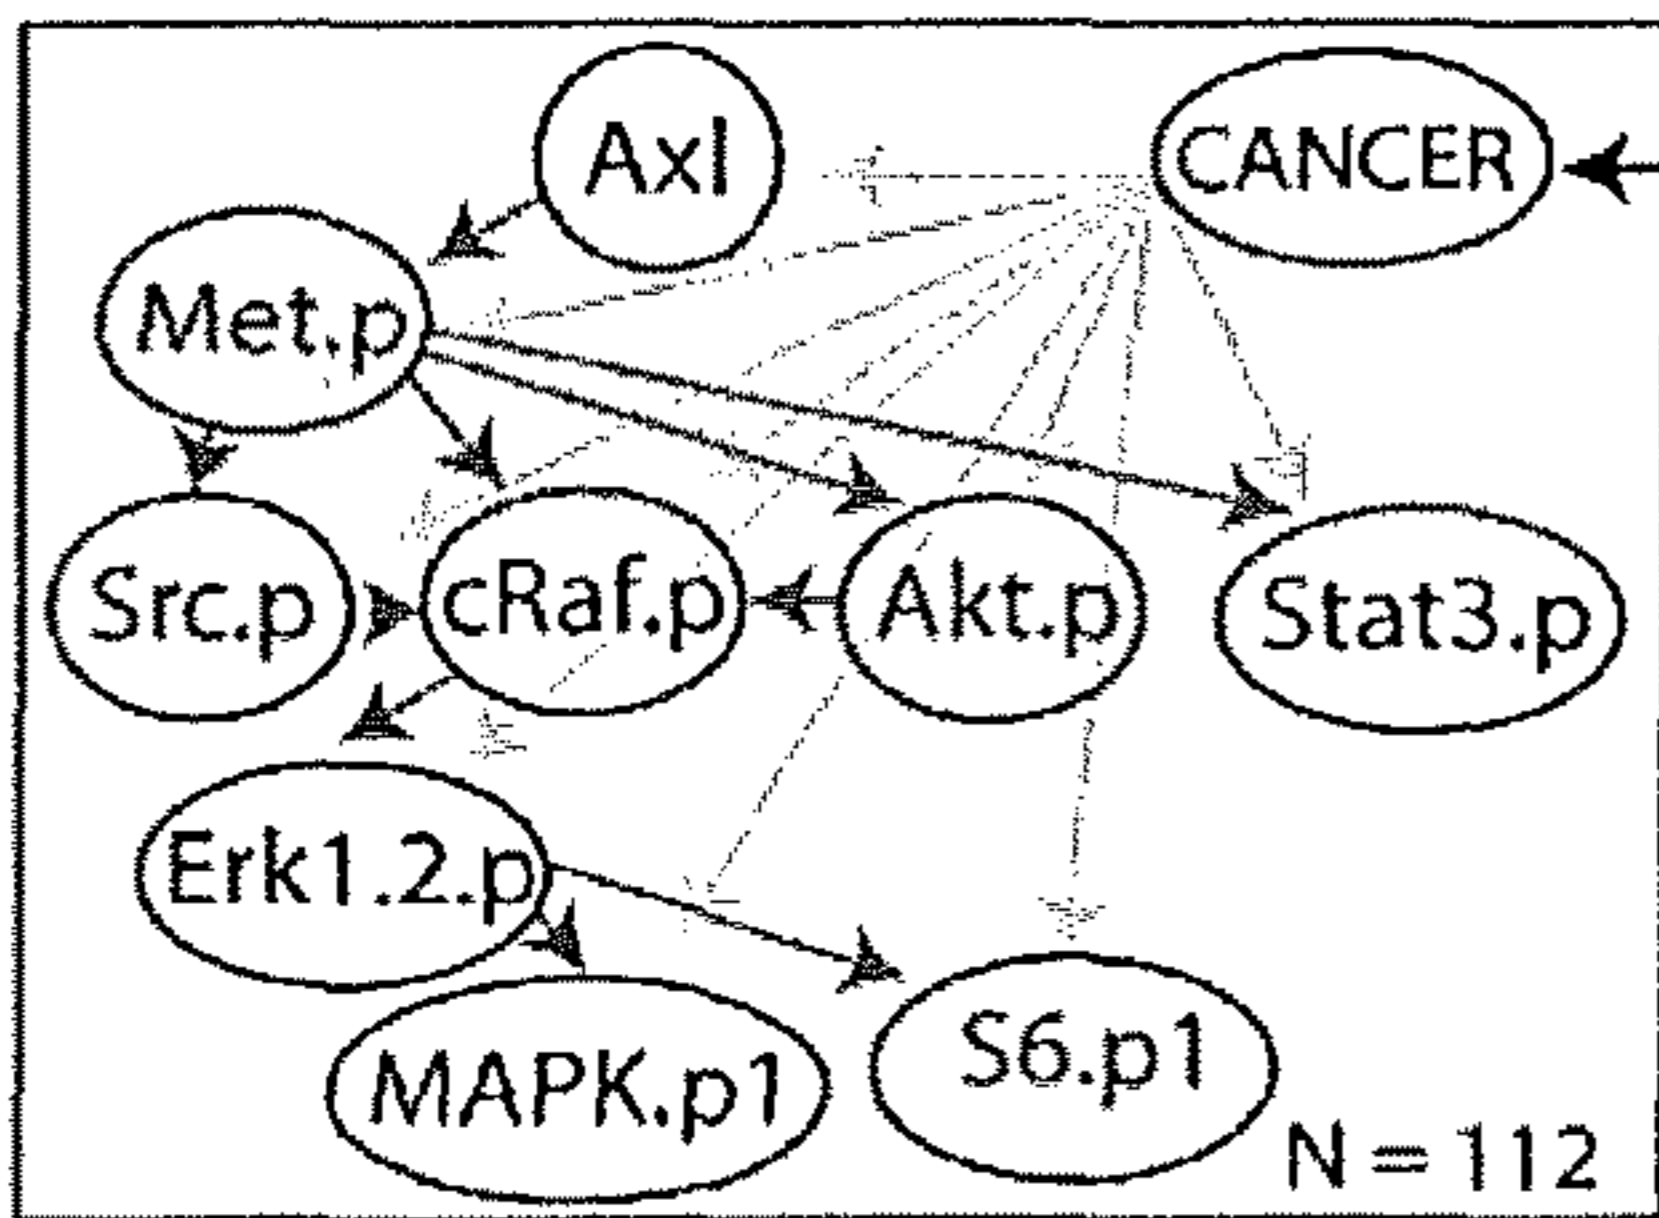 Axl
CANCER
Met.p
Src.p
cRaf.p
Akt.p
Stat3.p
Erk1.2.p
MAPK.p1
S6.p1
N = 112